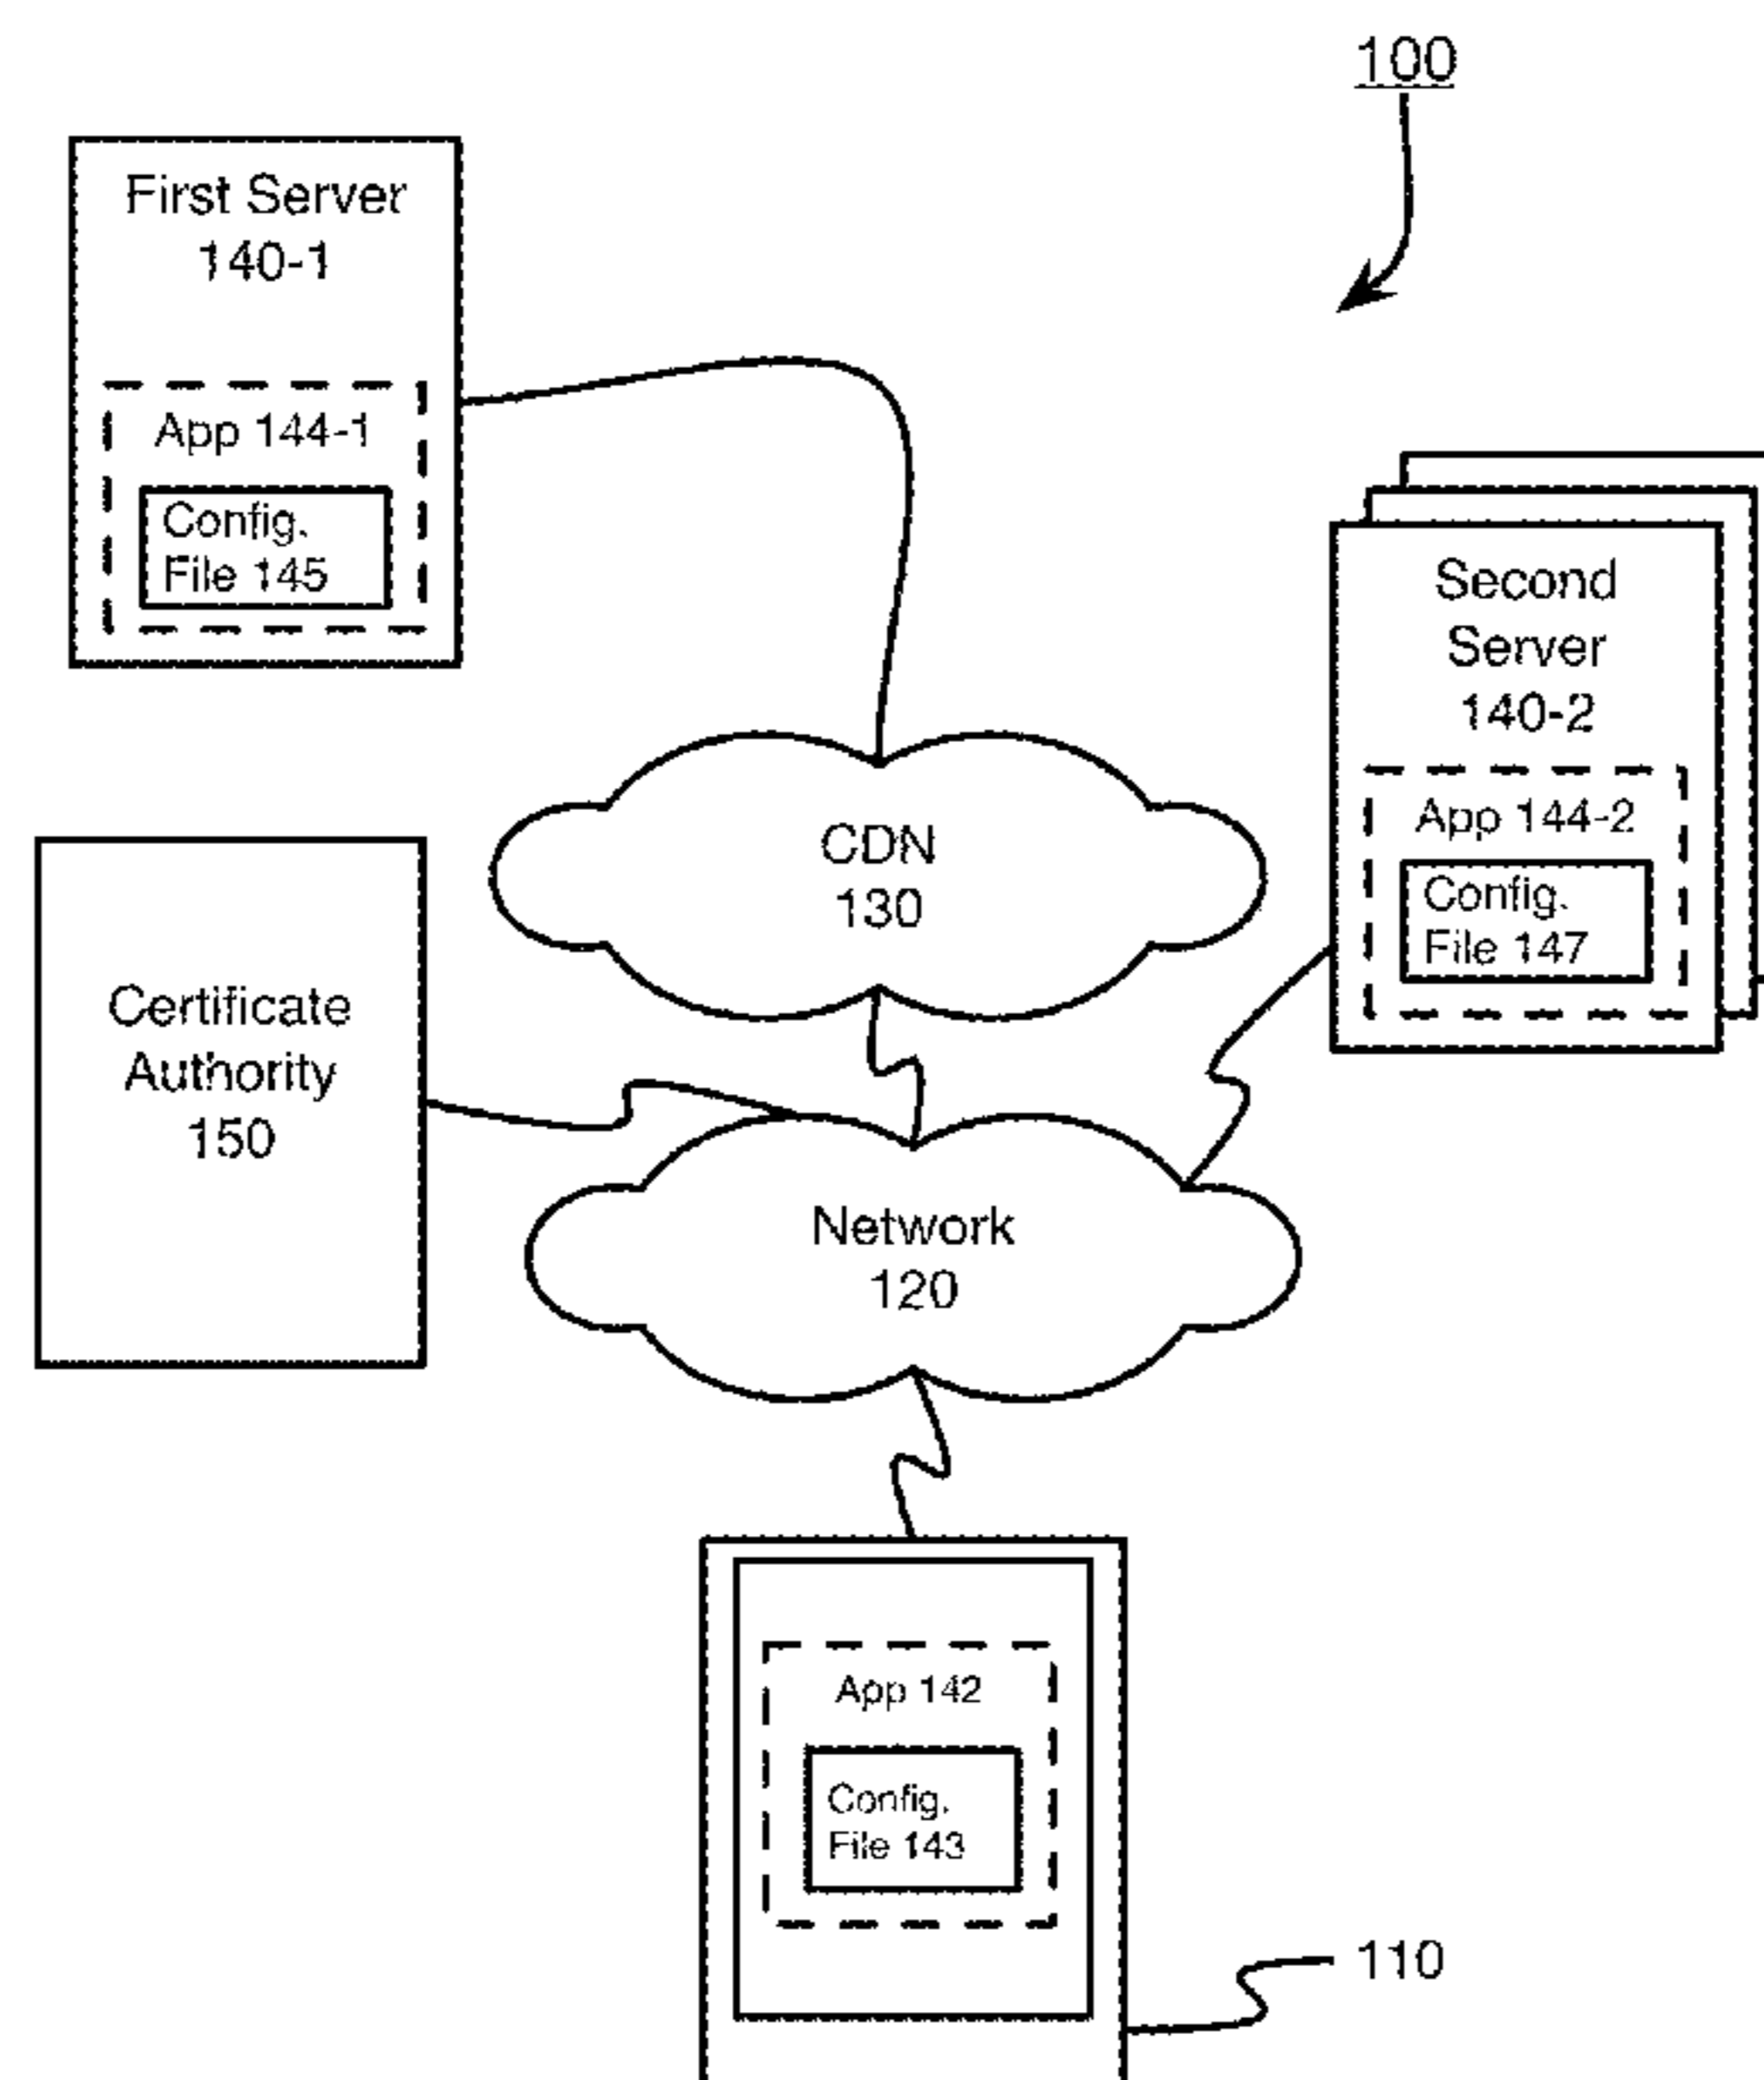 100
First Server
140-1
App 144-1
Config.
File 145
Second
Server
140-2
App 144-2
Config.
File 147
CDN
130
Certificate
Authority
150
Network
120
App 142
Config.
File 143
110